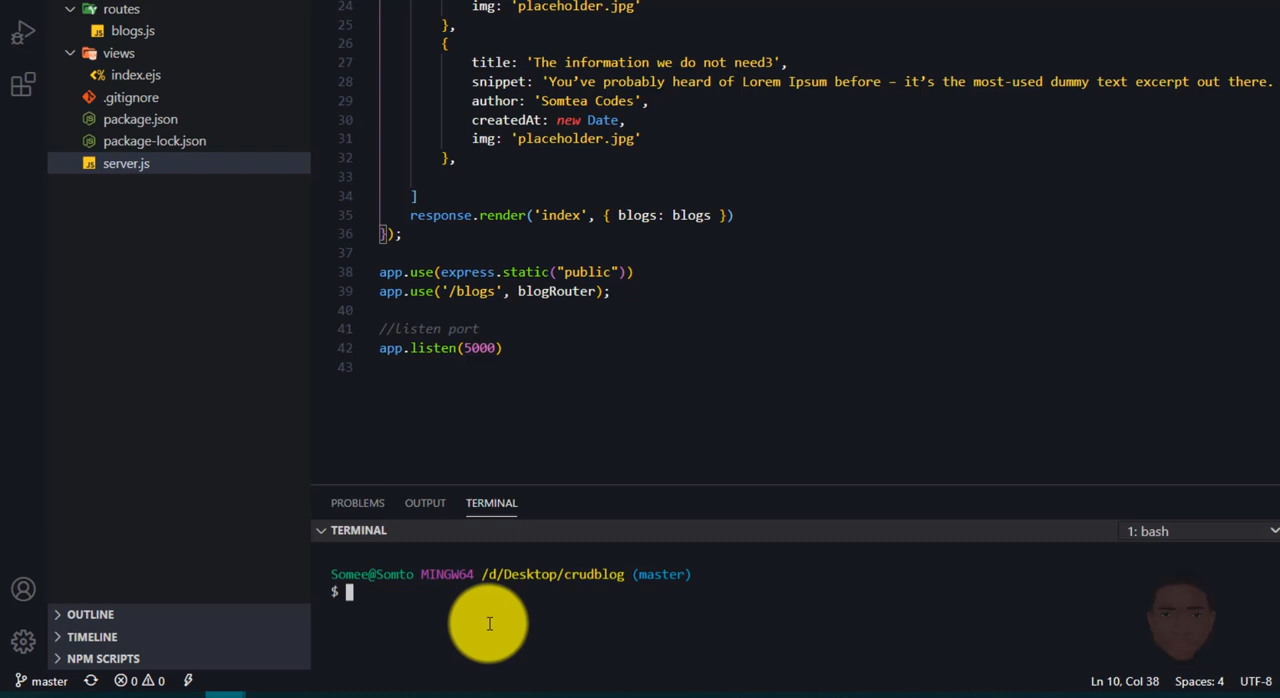 routes
blogs.js
views
index.ejs
.gitignore
package.json
package-lock.json
server.js
24 img: 'placeholder.jpg'
25 },
26 {
27 title: 'The information we do not need3',
28 snippet: 'You’ve probably heard of Lorem Ipsum before – it’s the most-used dummy text excerpt out there.
29 author: 'Somtea Codes',
30 createdAt: new Date,
31 img: 'placeholder.jpg'
32 },
33
34 ]
35 response.render('index', { blogs: blogs })
36 });
37
38 app.use(express.static("public"))
39 app.use('/blogs', blogRouter);
40
41 //listen port
42 app.listen(5000)
43
PROBLEMS OUTPUT TERMINAL
TERMINAL 1: bash
Somee@Somto MINGW64 /d/Desktop/crudblog (master)
$
OUTLINE
TIMELINE
NPM SCRIPTS
master 0 0 Ln 10, Col 38 Spaces: 4 UTF-8